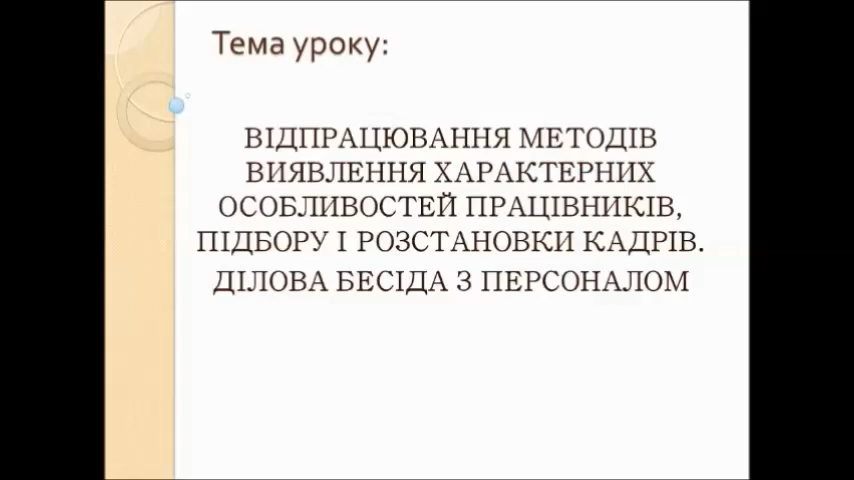 Тема уроку:
ВІДПРАЦЮВАННЯ МЕТОДІВ
ВИЯВЛЕННЯ ХАРАКТЕРНИХ
ОСОБЛИВОСТЕЙ ПРАЦІВНИКІВ,
ПІДБОРУ І РОЗСТАНОВКИ КАДРІВ.
ДІЛОВА БЕСІДА З ПЕРСОНАЛОМ